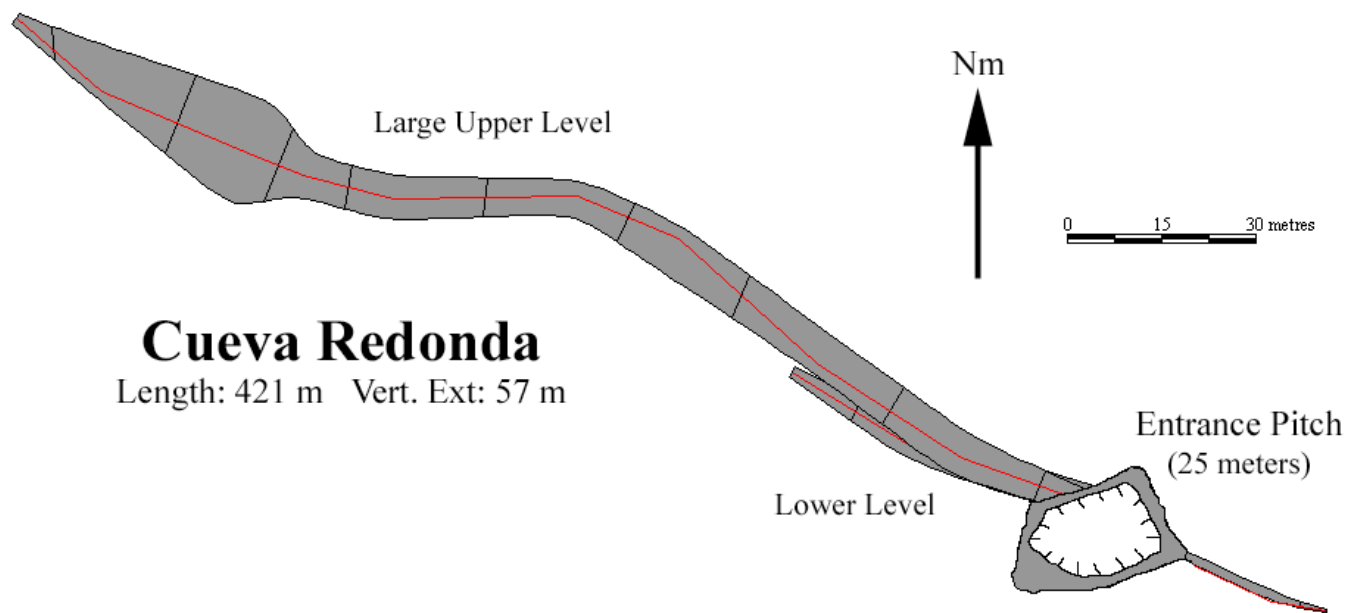 Nm
Large Upper Level
0 15 30 metres
Cueva Redonda
Length: 421 m Vert. Ext: 57 m
Entrance Pitch
(25 meters)
Lower Level